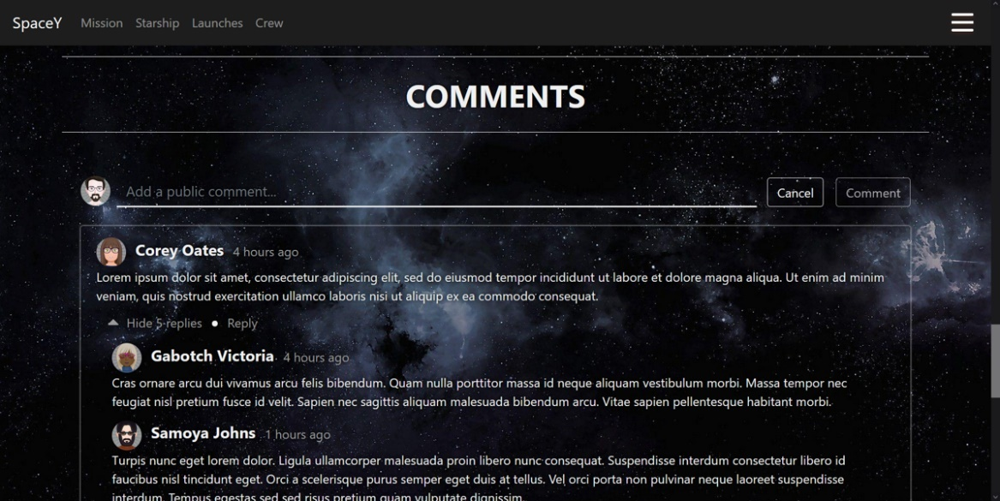 SpaceY Mission Starship Launches Crew
COMMENTS
Add a public comment... Cancel Comment
Corey Oates 4 hours ago
Lorem ipsum dolor sit amet, consectetur adipiscing elit, sed do eiusmod tempor incididunt ut labore et dolore magna aliqua. Ut enim ad minim
veniam, quis nostrud exercitation ullamco laboris nisi ut aliquip ex ea commodo consequat.
Hide 5 replies • Reply
Gabotch Victoria 4 hours ago
Cras ornare arcu dui vivamus arcu felis bibendum. Quam nulla porttitor massa id neque aliquam vestibulum morbi. Massa tempor nec
feugiat nisl pretium fusce id velit. Sapien nec sagittis aliquam malesuada bibendum arcu. Vitae sapien pellentesque habitant morbi.
Samoya Johns 1 hours ago
Turpis nunc eget lorem dolor. Ligula ullamcorper malesuada proin libero nunc consequat. Suspendisse interdum consectetur libero id
faucibus nisl tincidunt eget. Orci a scelerisque purus semper eget duis at tellus. Vel orci porta non pulvinar neque laoreet suspendisse
interdum. Tempus egestas sed sed risus pretium quam vulputate dignissim.